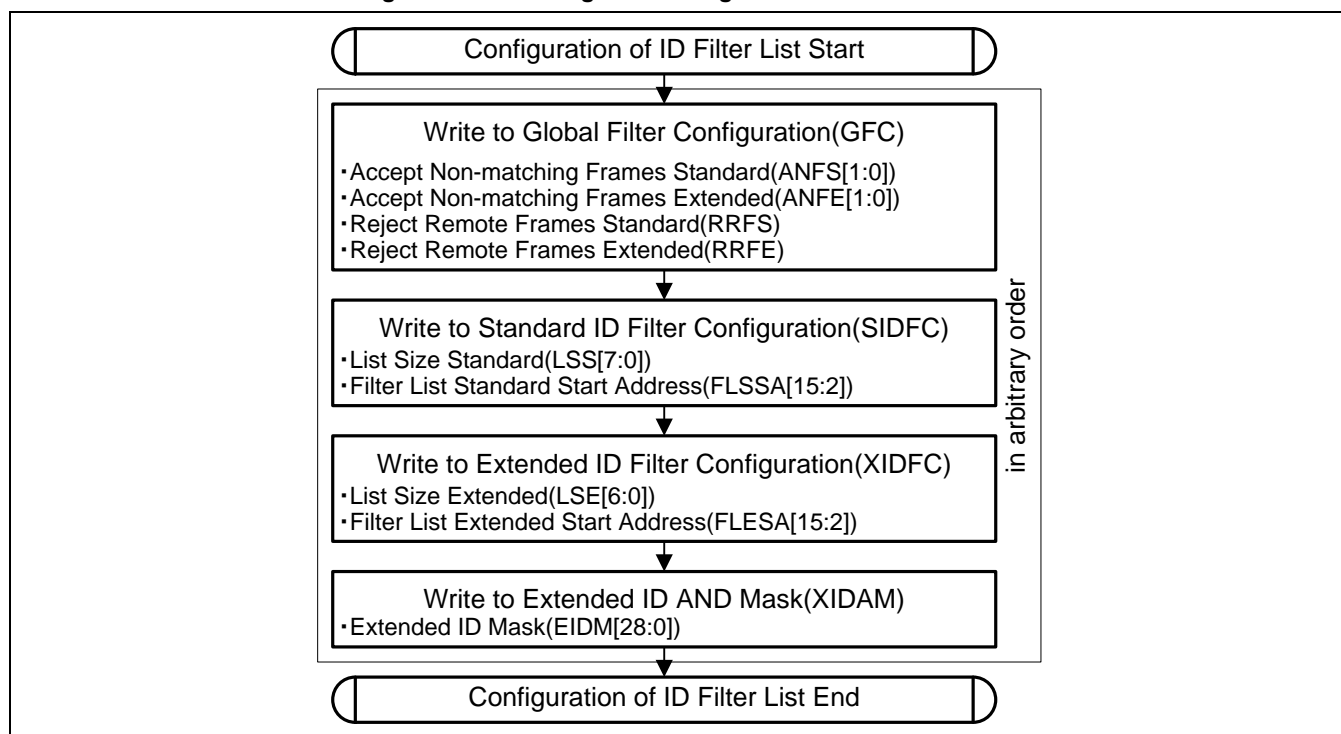 Configuration of ID Filter List Start
Write to Global Filter Configuration(GFC)
・Accept Non-matching Frames Standard(ANFS[1:0])
・Accept Non-matching Frames Extended(ANFE[1:0])
・Reject Remote Frames Standard(RRFS)
・Reject Remote Frames Extended(RRFE)
Write to Standard ID Filter Configuration(SIDFC)
・List Size Standard(LSS[7:0])
・Filter List Standard Start Address(FLSSA[15:2])
Write to Extended ID Filter Configuration(XIDFC)
・List Size Extended(LSE[6:0])
・Filter List Extended Start Address(FLESA[15:2])
Write to Extended ID AND Mask(XIDAM)
・Extended ID Mask(EIDM[28:0])
in arbitrary order
Configuration of ID Filter List End